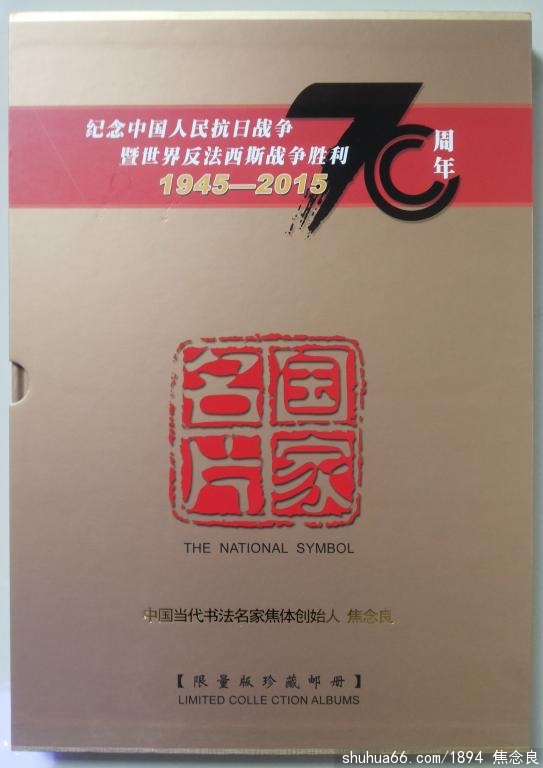 纪念中国人民抗日战争
暨世界反法西斯战争胜利
1945—2015
70
周年
国家
名片
THE NATIONAL SYMBOL
中国当代书法名家焦体创始人 焦念良
【限量版珍藏邮册】
LIMITED COLLE CTION ALBUMS
shuhua66.com/1894 焦念良